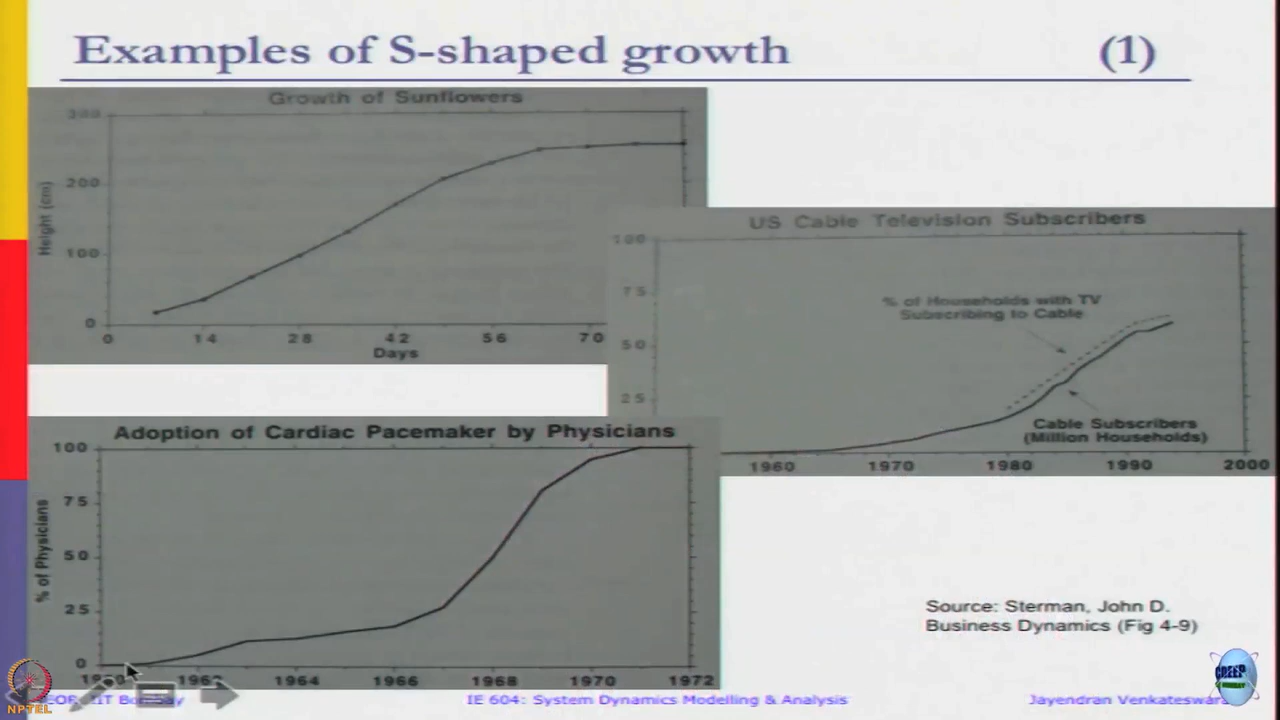 Examples of S-shaped growth (1)
Growth of Sunflowers
300
200
100
0
Height (cm)
0 14 28 42 56 70
Days
US Cable Television Subscribers
100
75
50
25
% of Households with TV
Subscribing to Cable
Cable Subscribers
(Million Households)
1960 1970 1980 1990 2000
Adoption of Cardiac Pacemaker by Physicians
100
75
50
25
0
% of Physicians
1962 1964 1966 1968 1970 1972
Source: Sterman, John D.
Business Dynamics (Fig 4-9)
IE 604: System Dynamics Modelling & Analysis
Jayendran
NPTEL